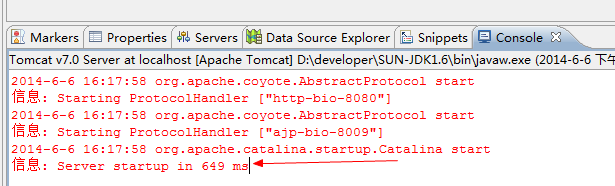 Markers Properties Servers Data Source Explorer Snippets Console
Tomcat v7.0 Server at localhost [Apache Tomcat] D:\developer\SUN-JDK1.6\bin\javaw.exe (2014-6-6 下午
2014-6-6 16:17:58 org.apache.coyote.AbstractProtocol start
信息: Starting ProtocolHandler ["http-bio-8080"]
2014-6-6 16:17:58 org.apache.coyote.AbstractProtocol start
信息: Starting ProtocolHandler ["ajp-bio-8009"]
2014-6-6 16:17:58 org.apache.catalina.startup.Catalina start
信息: Server startup in 649 ms